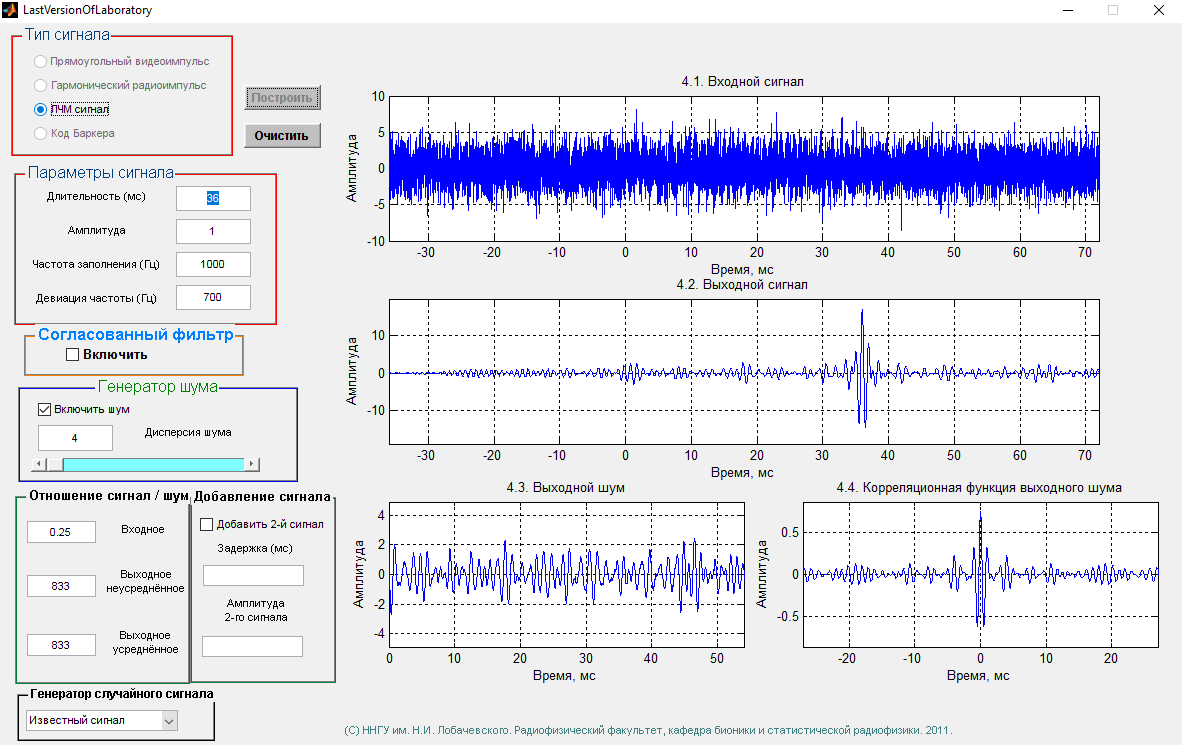 LastVersionOfLaboratory
Тип сигнала
Прямоугольный видеоимпульс
Гармонический радиоимпульс
ЛЧМ сигнал
Код Баркера
Построить
Очистить
Параметры сигнала
Длительность (мс) 36
Амплитуда 1
Частота заполнения (Гц) 1000
Девиация частоты (Гц) 700
Согласованный фильтр
Включить
Генератор шума
Включить шум
4 Дисперсия шума
Отношение сигнал / шум
0.25 Входное
833 Выходное
неусреднённое
833 Выходное
усреднённое
Добавление сигнала
Добавить 2-й сигнал
Задержка (мс)
Амплитуда
2-го сигнала
Генератор случайного сигнала
Известный сигнал
4.1. Входной сигнал
Амплитуда
10
5
0
-5
-10
-30 -20 -10 0 10 20 30 40 50 60 70
Время, мс
4.2. Выходной сигнал
Амплитуда
10
0
-10
-30 -20 -10 0 10 20 30 40 50 60 70
Время, мс
4.3. Выходной шум
Амплитуда
4
2
0
-2
-4
0 10 20 30 40 50
Время, мс
4.4. Корреляционная функция выходного шума
Амплитуда
0.5
0
-0.5
-20 -10 0 10 20
Время, мс
(С) ННГУ им. Н.И. Лобачевского. Радиофизический факультет, кафедра бионики и статистической радиофизики. 2011.